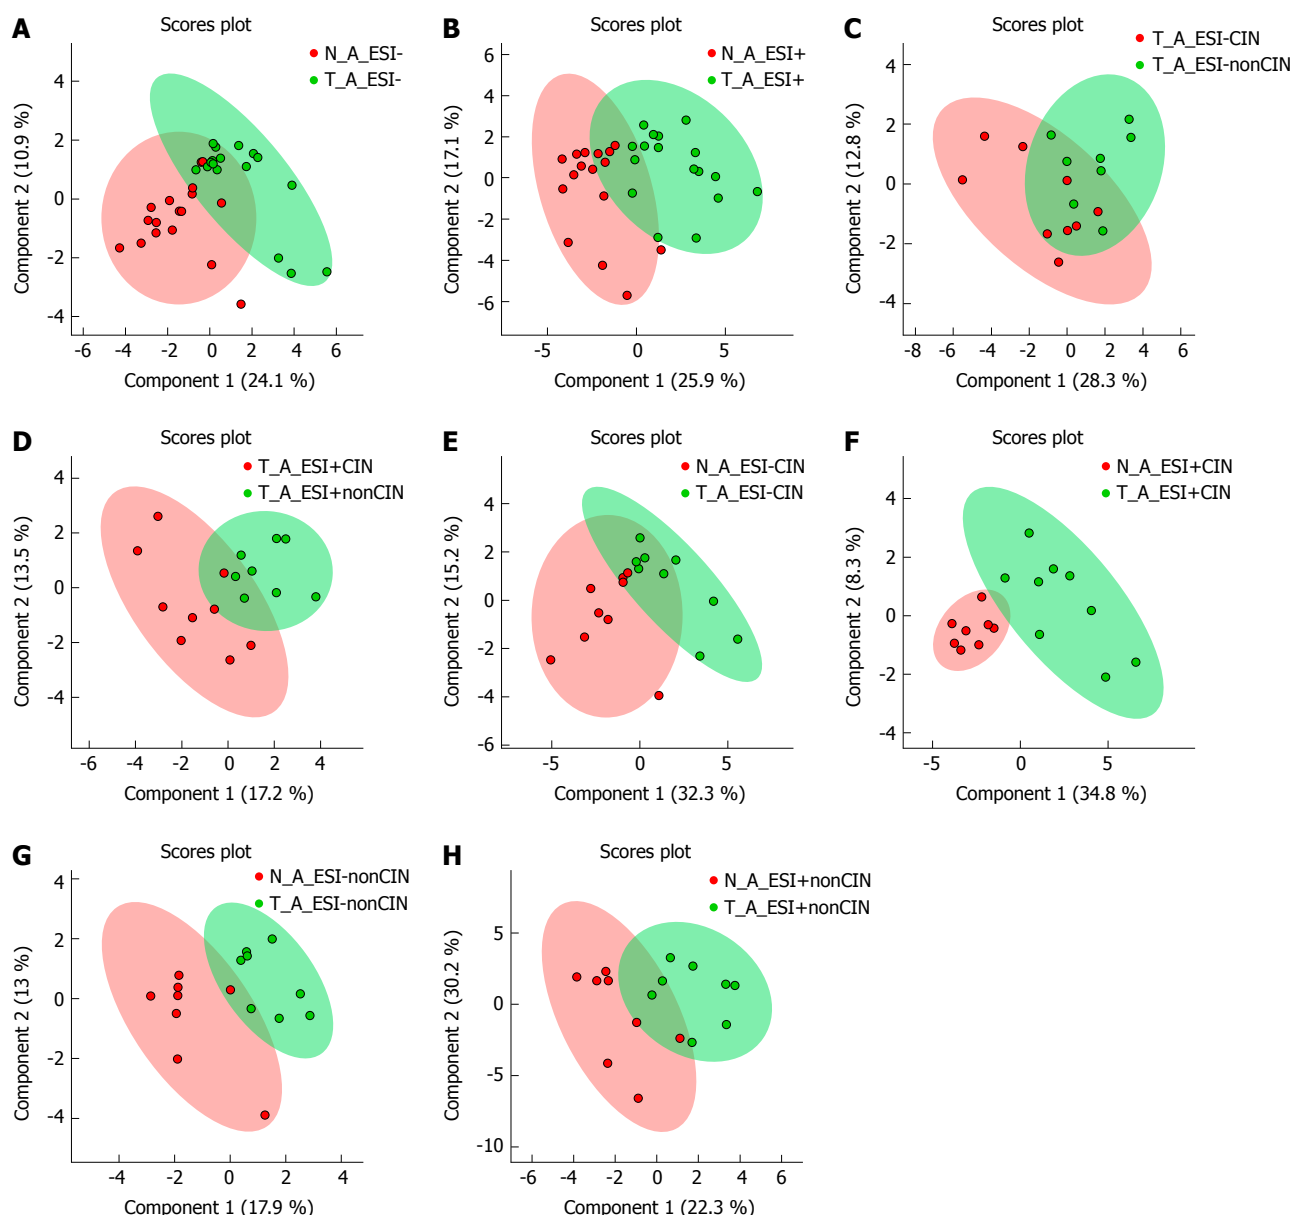 A
Scores plot
N_A_ESI-
T_A_ESI-
Component 2 (10.9 %)
4
2
0
-2
-4
-6 -4 -2 0 2 4 6
Component 1 (24.1 %)
B
Scores plot
N_A_ESI+
T_A_ESI+
Component 2 (17.1 %)
6
4
2
0
-2
-4
-6
-5 0 5
Component 1 (25.9 %)
C
Scores plot
T_A_ESI-CIN
T_A_ESI-nonCIN
Component 2 (12.8 %)
4
2
0
-2
-4
-8 -6 -4 -2 0 2 4 6
Component 1 (28.3 %)
D
Scores plot
T_A_ESI+CIN
T_A_ESI+nonCIN
Component 2 (13.5 %)
4
2
0
-2
-4
-6 -4 -2 0 2 4
Component 1 (17.2 %)
E
Scores plot
N_A_ESI-CIN
T_A_ESI-CIN
Component 2 (15.2 %)
4
2
0
-2
-4
-6
-5 0 5
Component 1 (32.3 %)
F
Scores plot
N_A_ESI+CIN
T_A_ESI+CIN
Component 2 (8.3 %)
4
2
0
-2
-4
-5 0 5
Component 1 (34.8 %)
G
Scores plot
N_A_ESI-nonCIN
T_A_ESI-nonCIN
Component 2 (13 %)
4
2
0
-2
-4
-4 -2 0 2 4
Component 1 (17.9 %)
H
Scores plot
N_A_ESI+nonCIN
T_A_ESI+nonCIN
Component 2 (30.2 %)
5
0
-5
-10
-6 -4 -2 0 2 4 6
Component 1 (22.3 %)